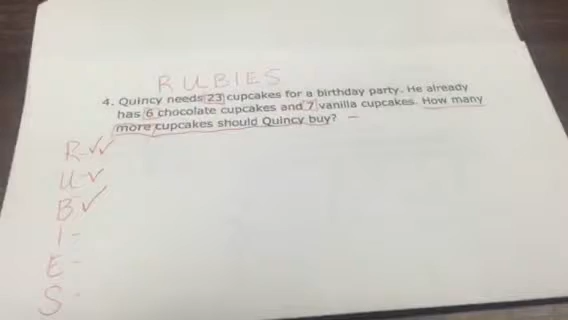 RUBIES
4. Quincy needs 23 cupcakes for a birthday party. He already
has 6 chocolate cupcakes and 7 vanilla cupcakes. How many
more cupcakes should Quincy buy? -
R-✓✓
U-✓
B✓
I-
E-
S-